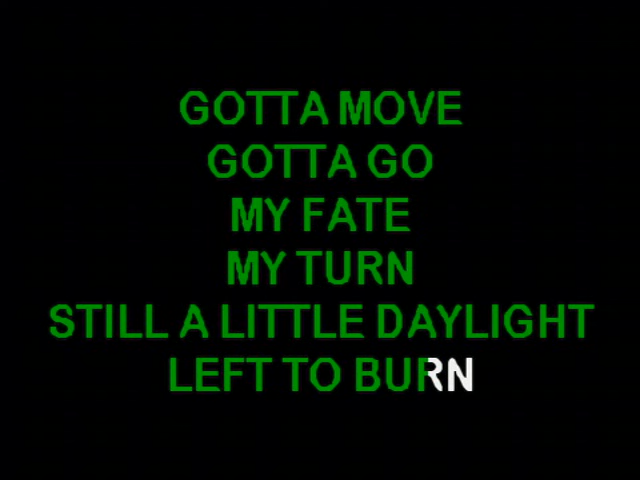 GOTTA MOVE
GOTTA GO
MY FATE
MY TURN
STILL A LITTLE DAYLIGHT
LEFT TO BURN